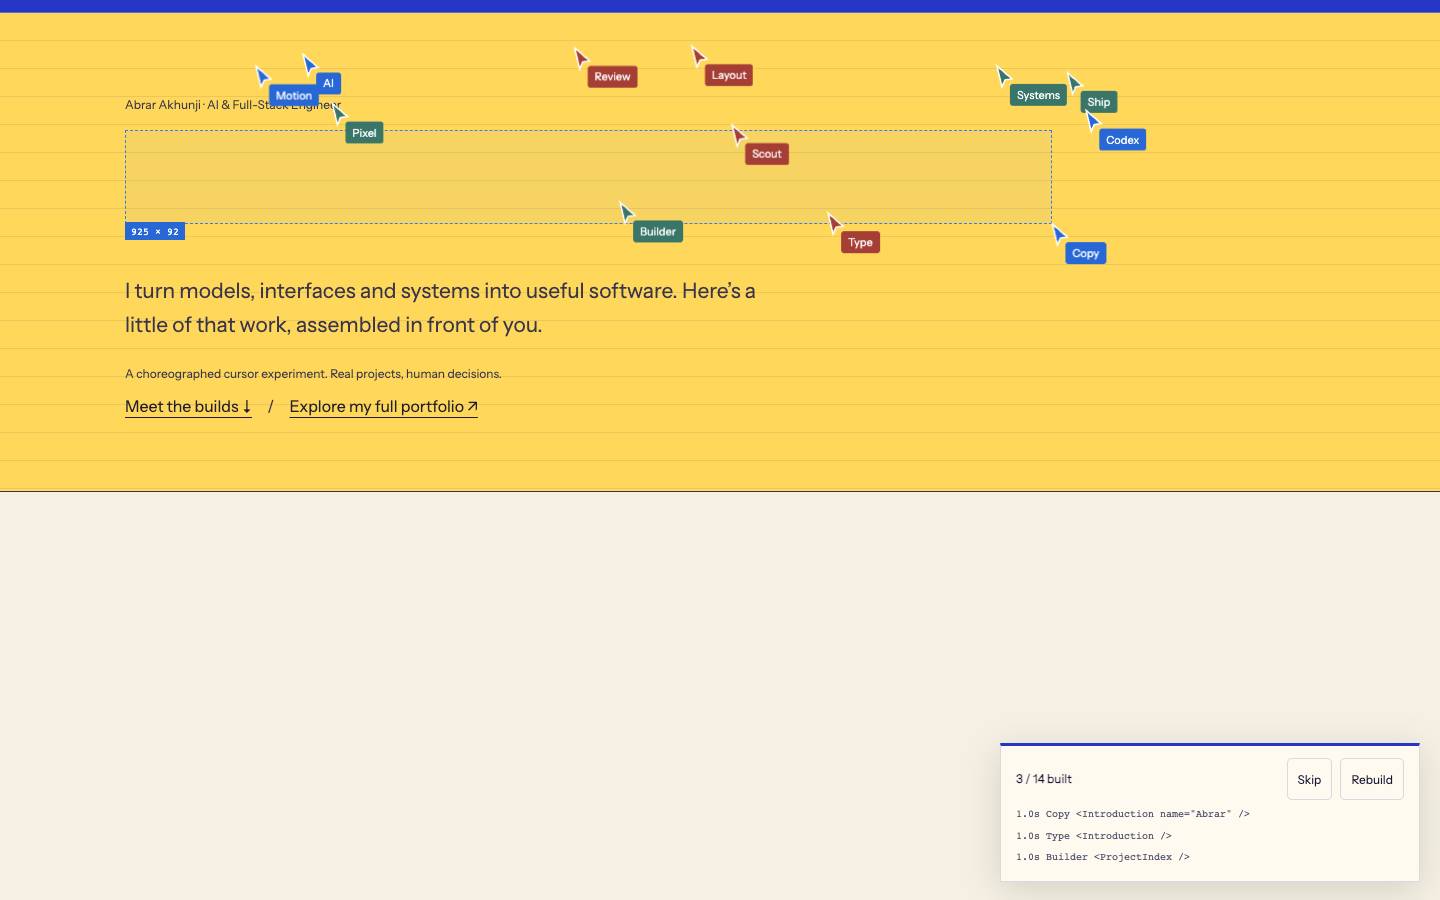 AI
Motion
Review
Layout
Systems
Ship
Abrar Akhunji · AI & Full-Stack Engineer
Pixel
Codex
Scout
Builder
Type
925 × 92
Copy
I turn models, interfaces and systems into useful software. Here’s a
little of that work, assembled in front of you.
A choreographed cursor experiment. Real projects, human decisions.
Meet the builds ↓ / Explore my full portfolio ↗
3 / 14 built
Skip
Rebuild
1.0s Copy <Introduction name="Abrar" />
1.0s Type <Introduction />
1.0s Builder <ProjectIndex />